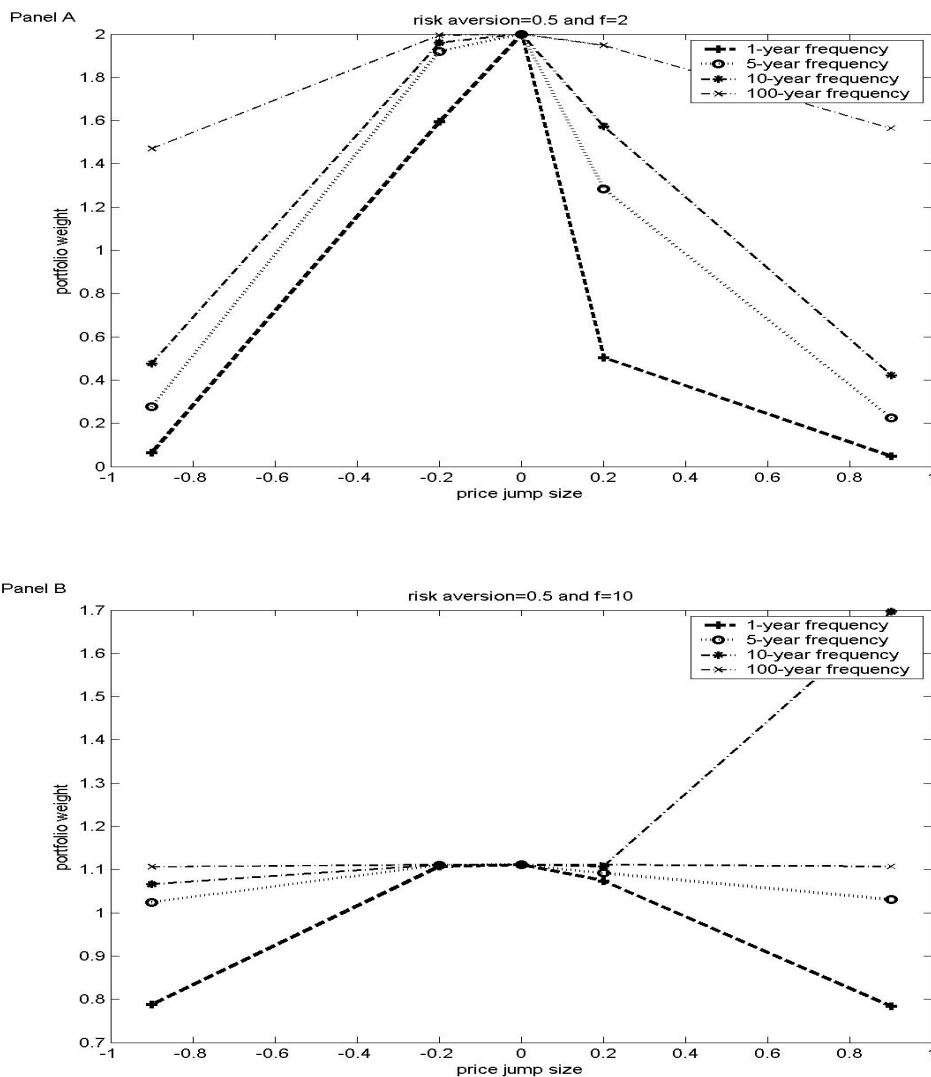 Panel A
risk aversion=0.5 and f=2
2
1.8
1.6
1.4
1.2
1
0.8
0.6
0.4
0.2
0
portfolio weight
1-year frequency
5-year frequency
10-year frequency
100-year frequency
-1 -0.8 -0.6 -0.4 -0.2 0 0.2 0.4 0.6 0.8 1
price jump size
Panel B
risk aversion=0.5 and f=10
1.7
1.6
1.5
1.4
1.3
1.2
1.1
1
0.9
0.8
0.7
portfolio weight
1-year frequency
5-year frequency
10-year frequency
100-year frequency
-1 -0.8 -0.6 -0.4 -0.2 0 0.2 0.4 0.6 0.8 1
price jump size